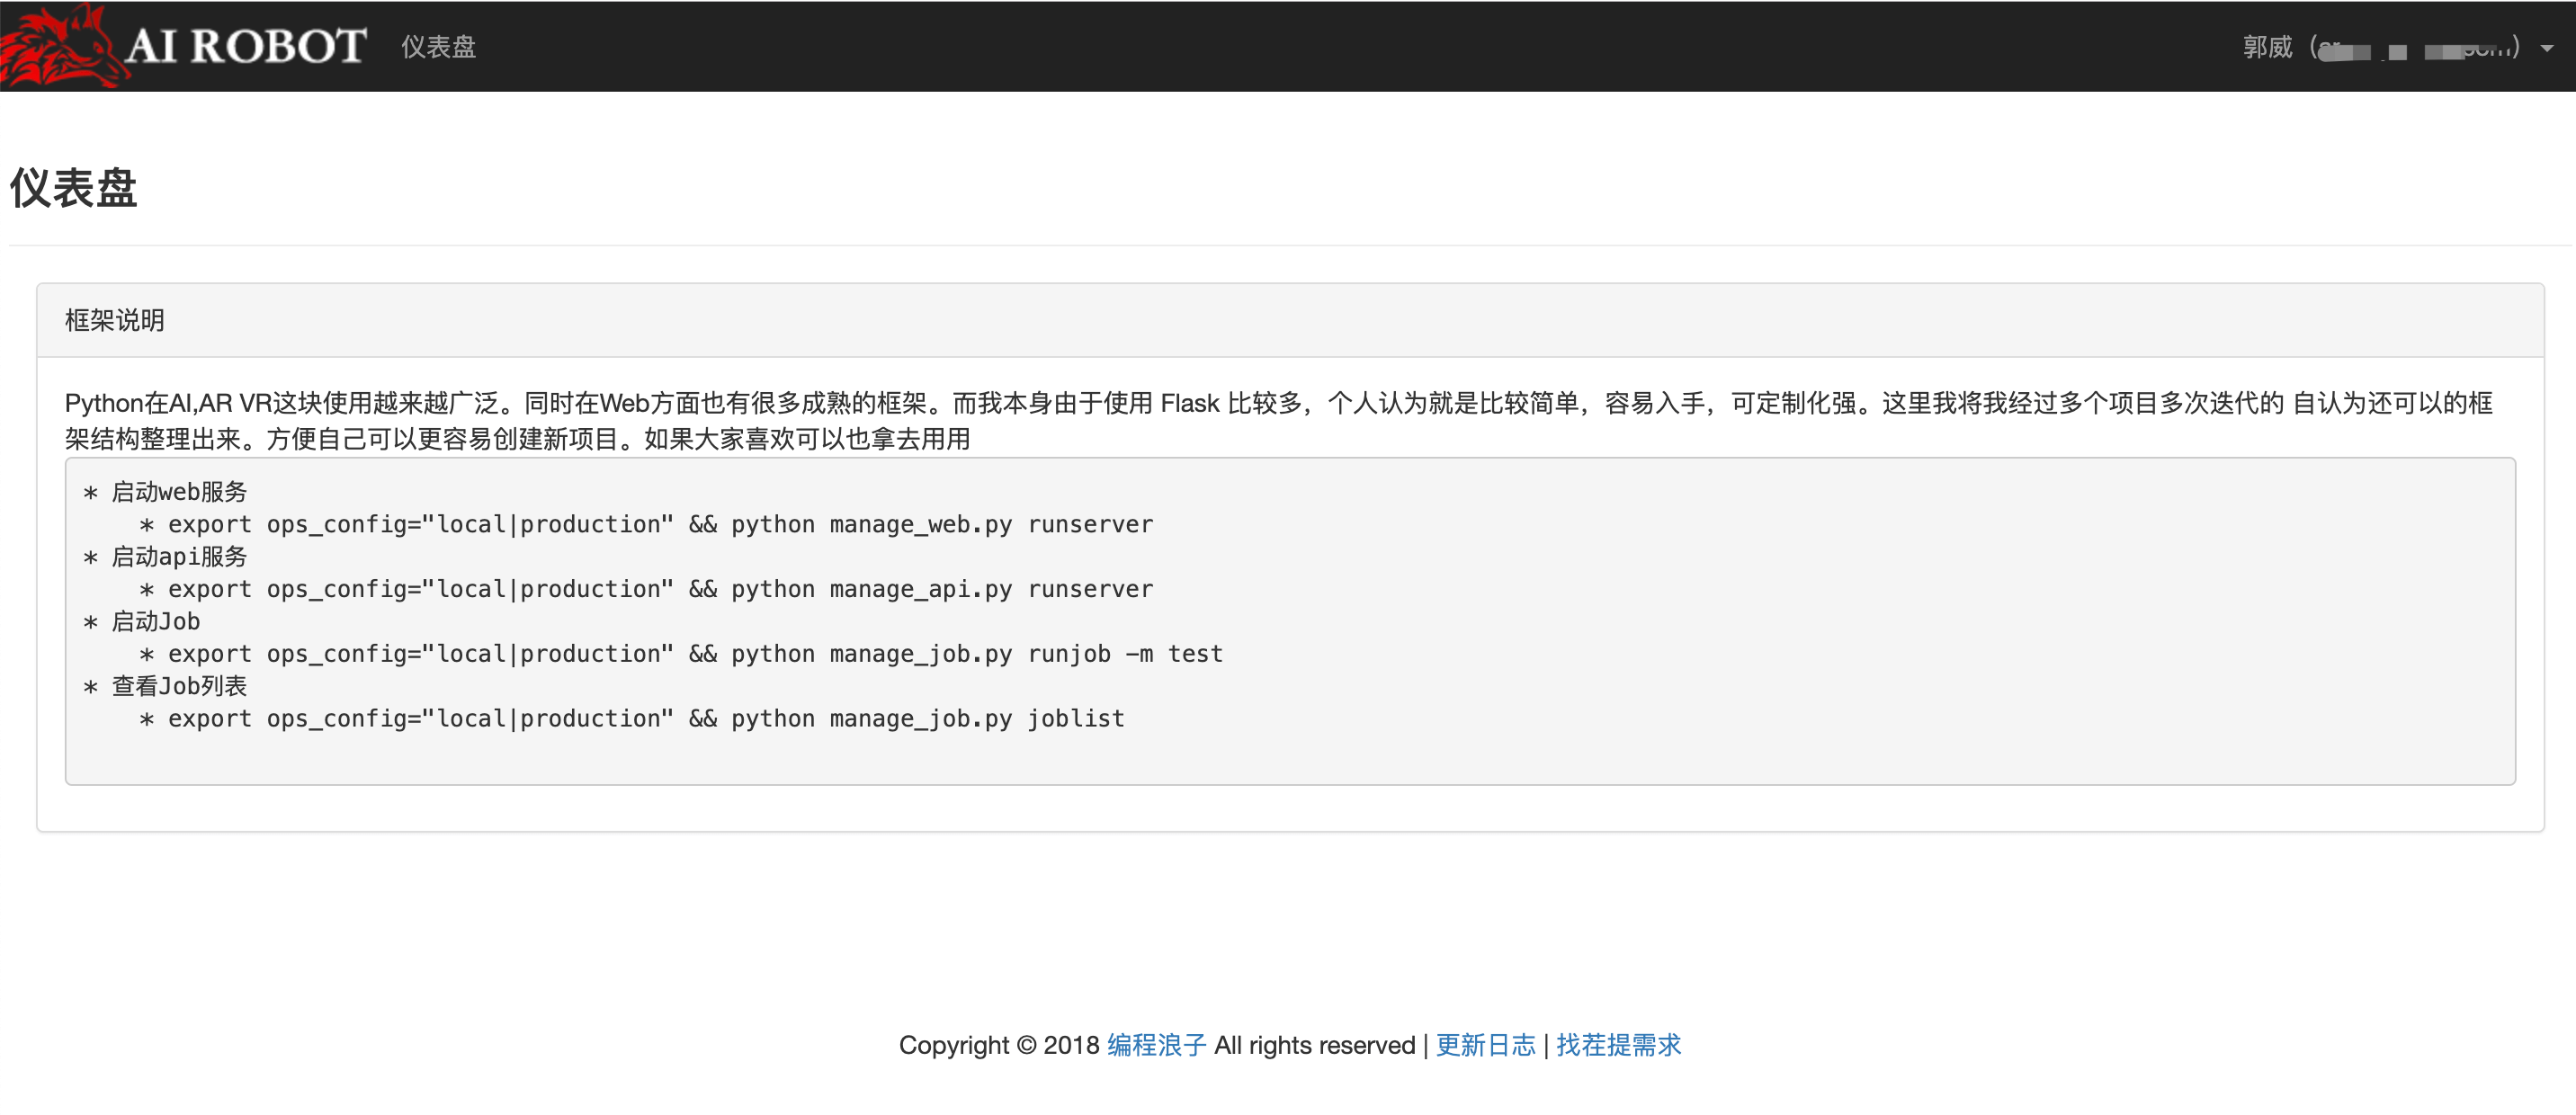 AI ROBOT 仪表盘 郭威
仪表盘
框架说明
Python在AI,AR VR这块使用越来越广泛。同时在Web方面也有很多成熟的框架。而我本身由于使用 Flask 比较多，个人认为就是比较简单，容易入手，可定制化强。这里我将我经过多个项目多次迭代的 自认为还可以的框
架结构整理出来。方便自己可以更容易创建新项目。如果大家喜欢可以也拿去用用
* 启动web服务
    * export ops_config="local|production" && python manage_web.py runserver
* 启动api服务
    * export ops_config="local|production" && python manage_api.py runserver
* 启动Job
    * export ops_config="local|production" && python manage_job.py runjob -m test
* 查看Job列表
    * export ops_config="local|production" && python manage_job.py joblist
Copyright © 2018 编程浪子 All rights reserved | 更新日志 | 找茬提需求